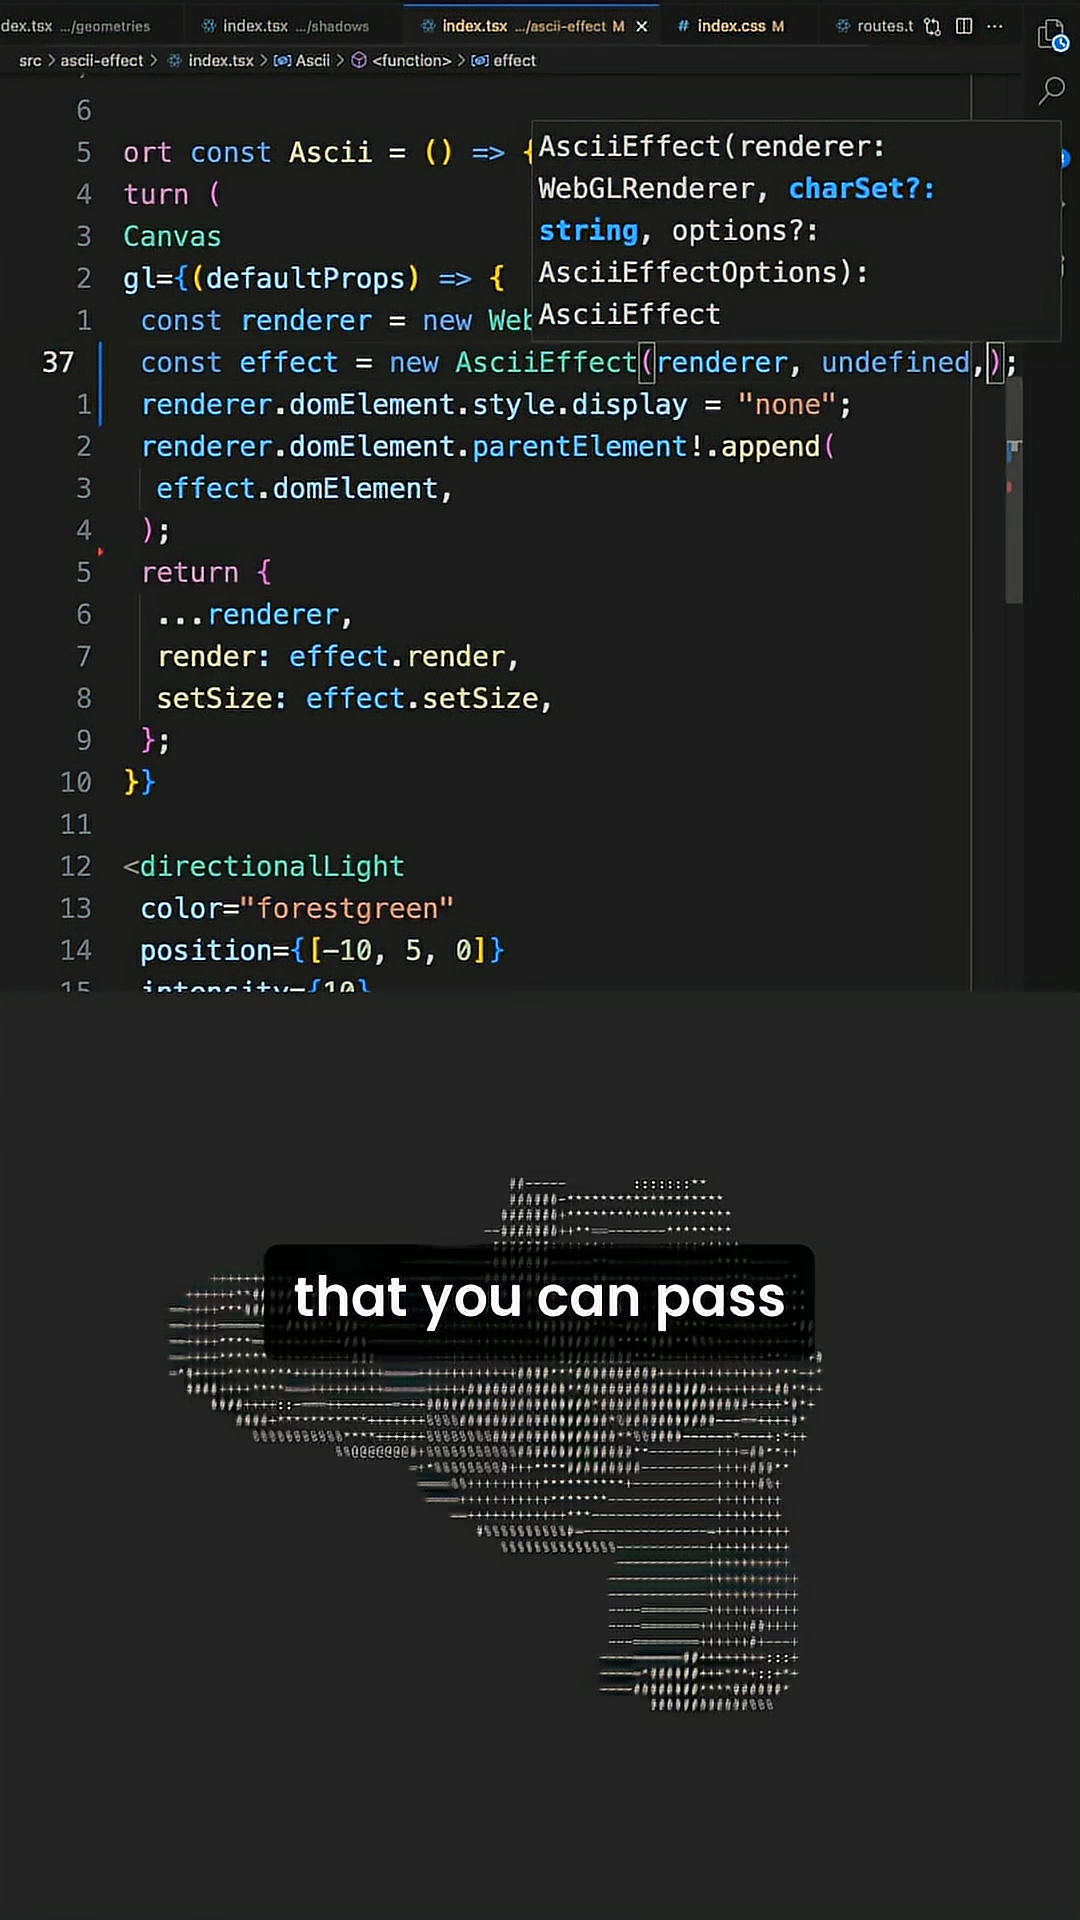 dex.tsx .../geometries
index.tsx .../shadows
index.tsx .../ascii-effect M
index.css M
routes.t
src > ascii-effect > index.tsx > Ascii > <function> > effect
6
5 ort const Ascii = () => {
4 turn (
3 Canvas
2 gl={(defaultProps) => {
1 const renderer = new Web
AsciiEffect(renderer:
WebGLRenderer, charSet?:
string, options?:
AsciiEffectOptions):
AsciiEffect
37 const effect = new AsciiEffect(renderer, undefined,);
1 renderer.domElement.style.display = "none";
2 renderer.domElement.parentElement!.append(
3 effect.domElement,
4 );
5 return {
6 ...renderer,
7 render: effect.render,
8 setSize: effect.setSize,
9 };
10 }}
11
12 <directionalLight
13 color="forestgreen"
14 position={[-10, 5, 0]}
15 intensity={10}
that you can pass